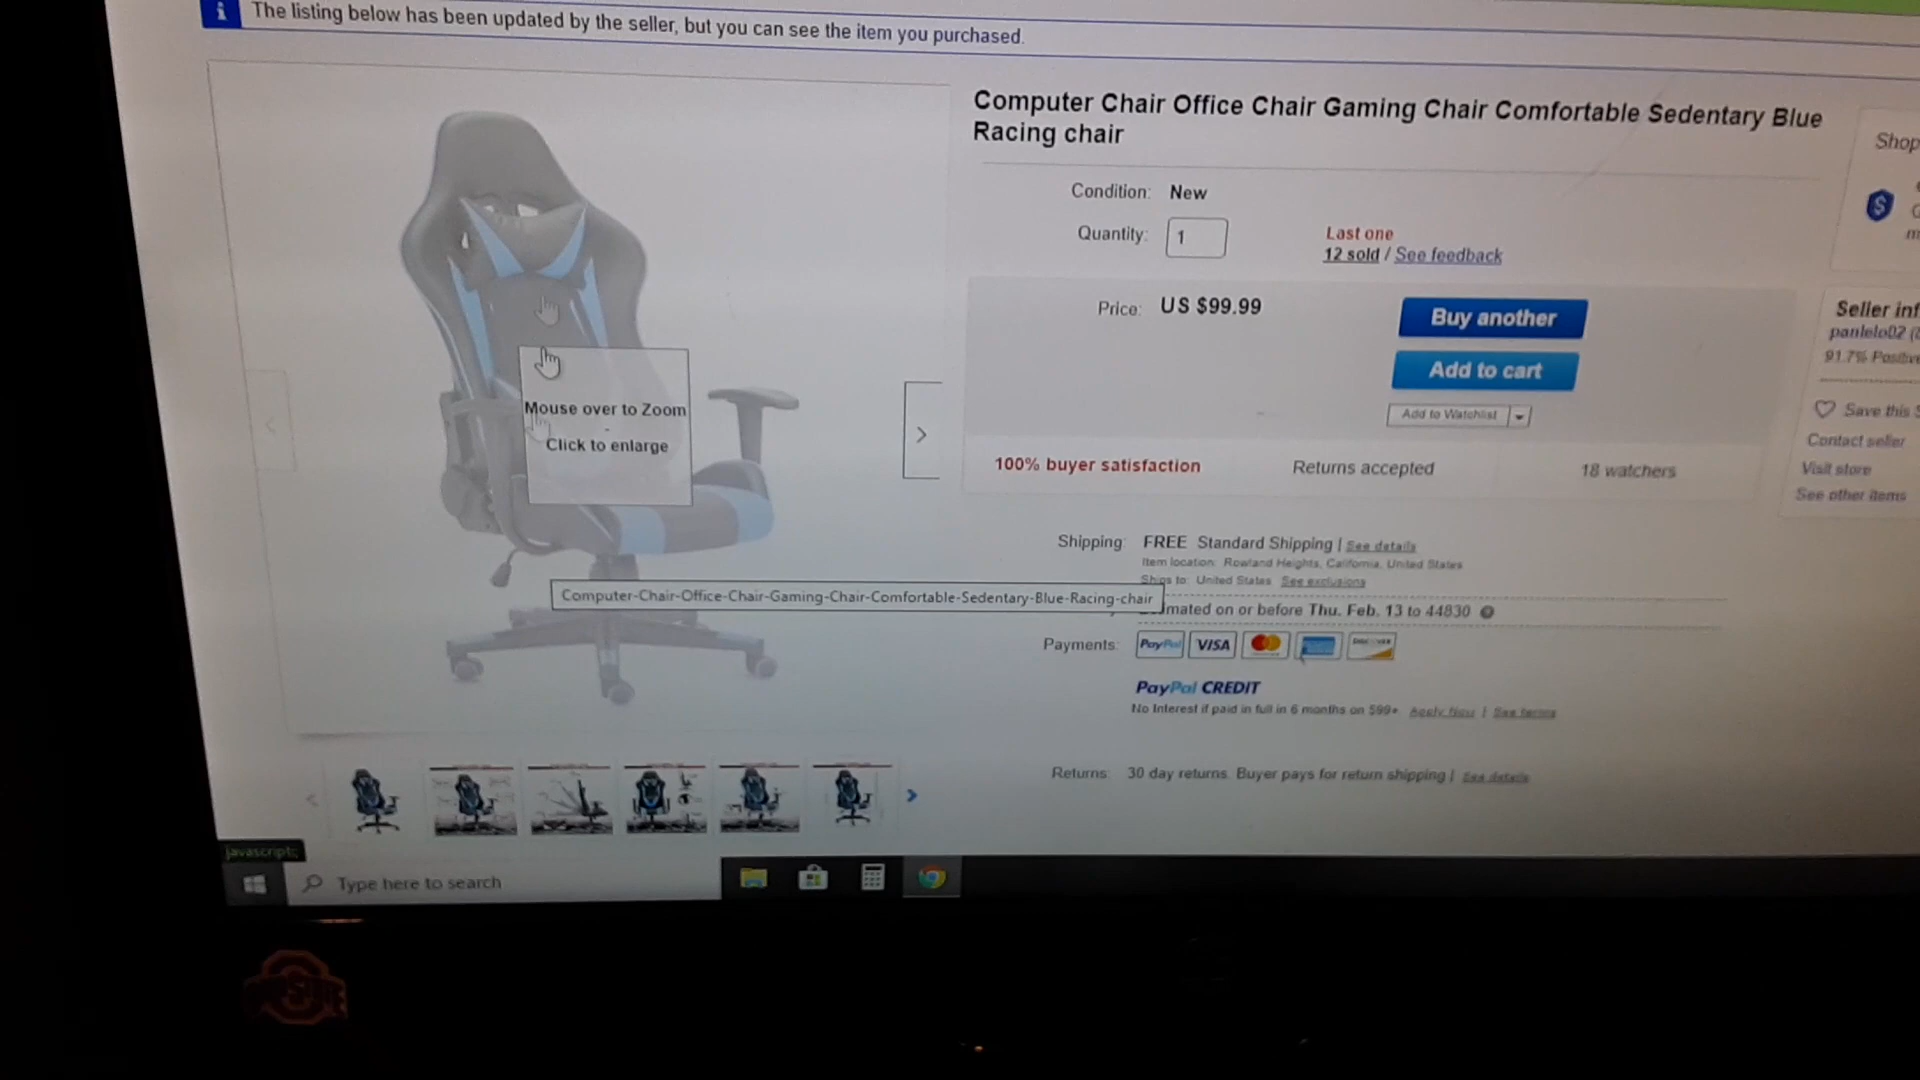 The listing below has been updated by the seller, but you can see the item you purchased.
Computer Chair Office Chair Gaming Chair Comfortable Sedentary Blue
Racing chair
Condition: New
Quantity: 1
Last one
12 sold / See feedback
Price: US $99.99
Buy another
Add to cart
Add to Watchlist
100% buyer satisfaction
Returns accepted
18 watchers
Shop
Seller inf
panlelo02
91.7% Positive
Save this S
Contact seller
Visit store
See other items
Mouse over to Zoom
-
Click to enlarge
Shipping: FREE Standard Shipping | See details
Item location: Rowland Heights, California, United States
Ships to: United States See exclusions
Computer-Chair-Office-Chair-Gaming-Chair-Comfortable-Sedentary-Blue-Racing-chair
mated on or before Thu. Feb. 13 to 44830
Payments: PayPal VISA DISCOVER
PayPal CREDIT
No Interest if paid in full in 6 months on $99+ Apply Now | See terms
Returns: 30 day returns. Buyer pays for return shipping | See details
javascript:;
Type here to search